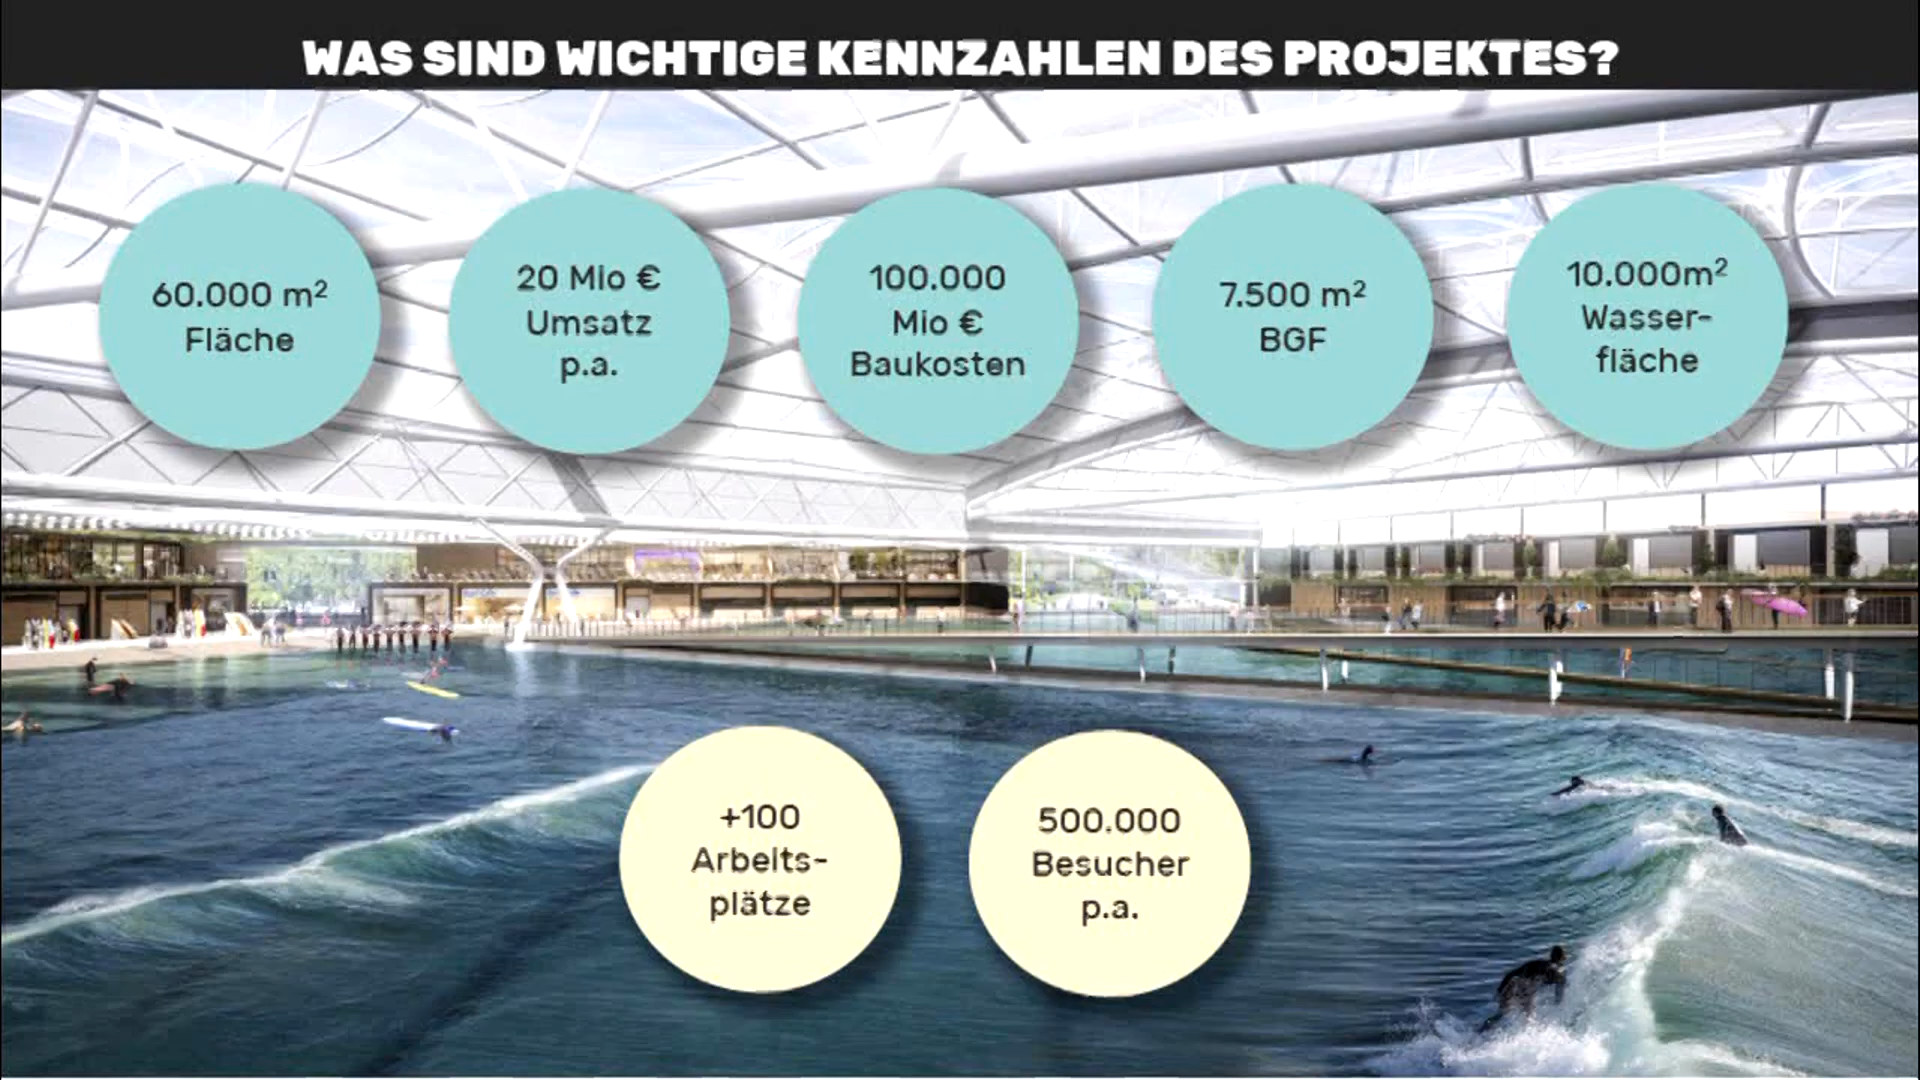 WAS SIND WICHTIGE KENNZAHLEN DES PROJEKTES?
60.000 m²
Fläche
20 Mio €
Umsatz
p.a.
100.000
Mio €
Baukosten
7.500 m²
BGF
10.000m²
Wasser-
fläche
+100
Arbeits-
plätze
500.000
Besucher
p.a.